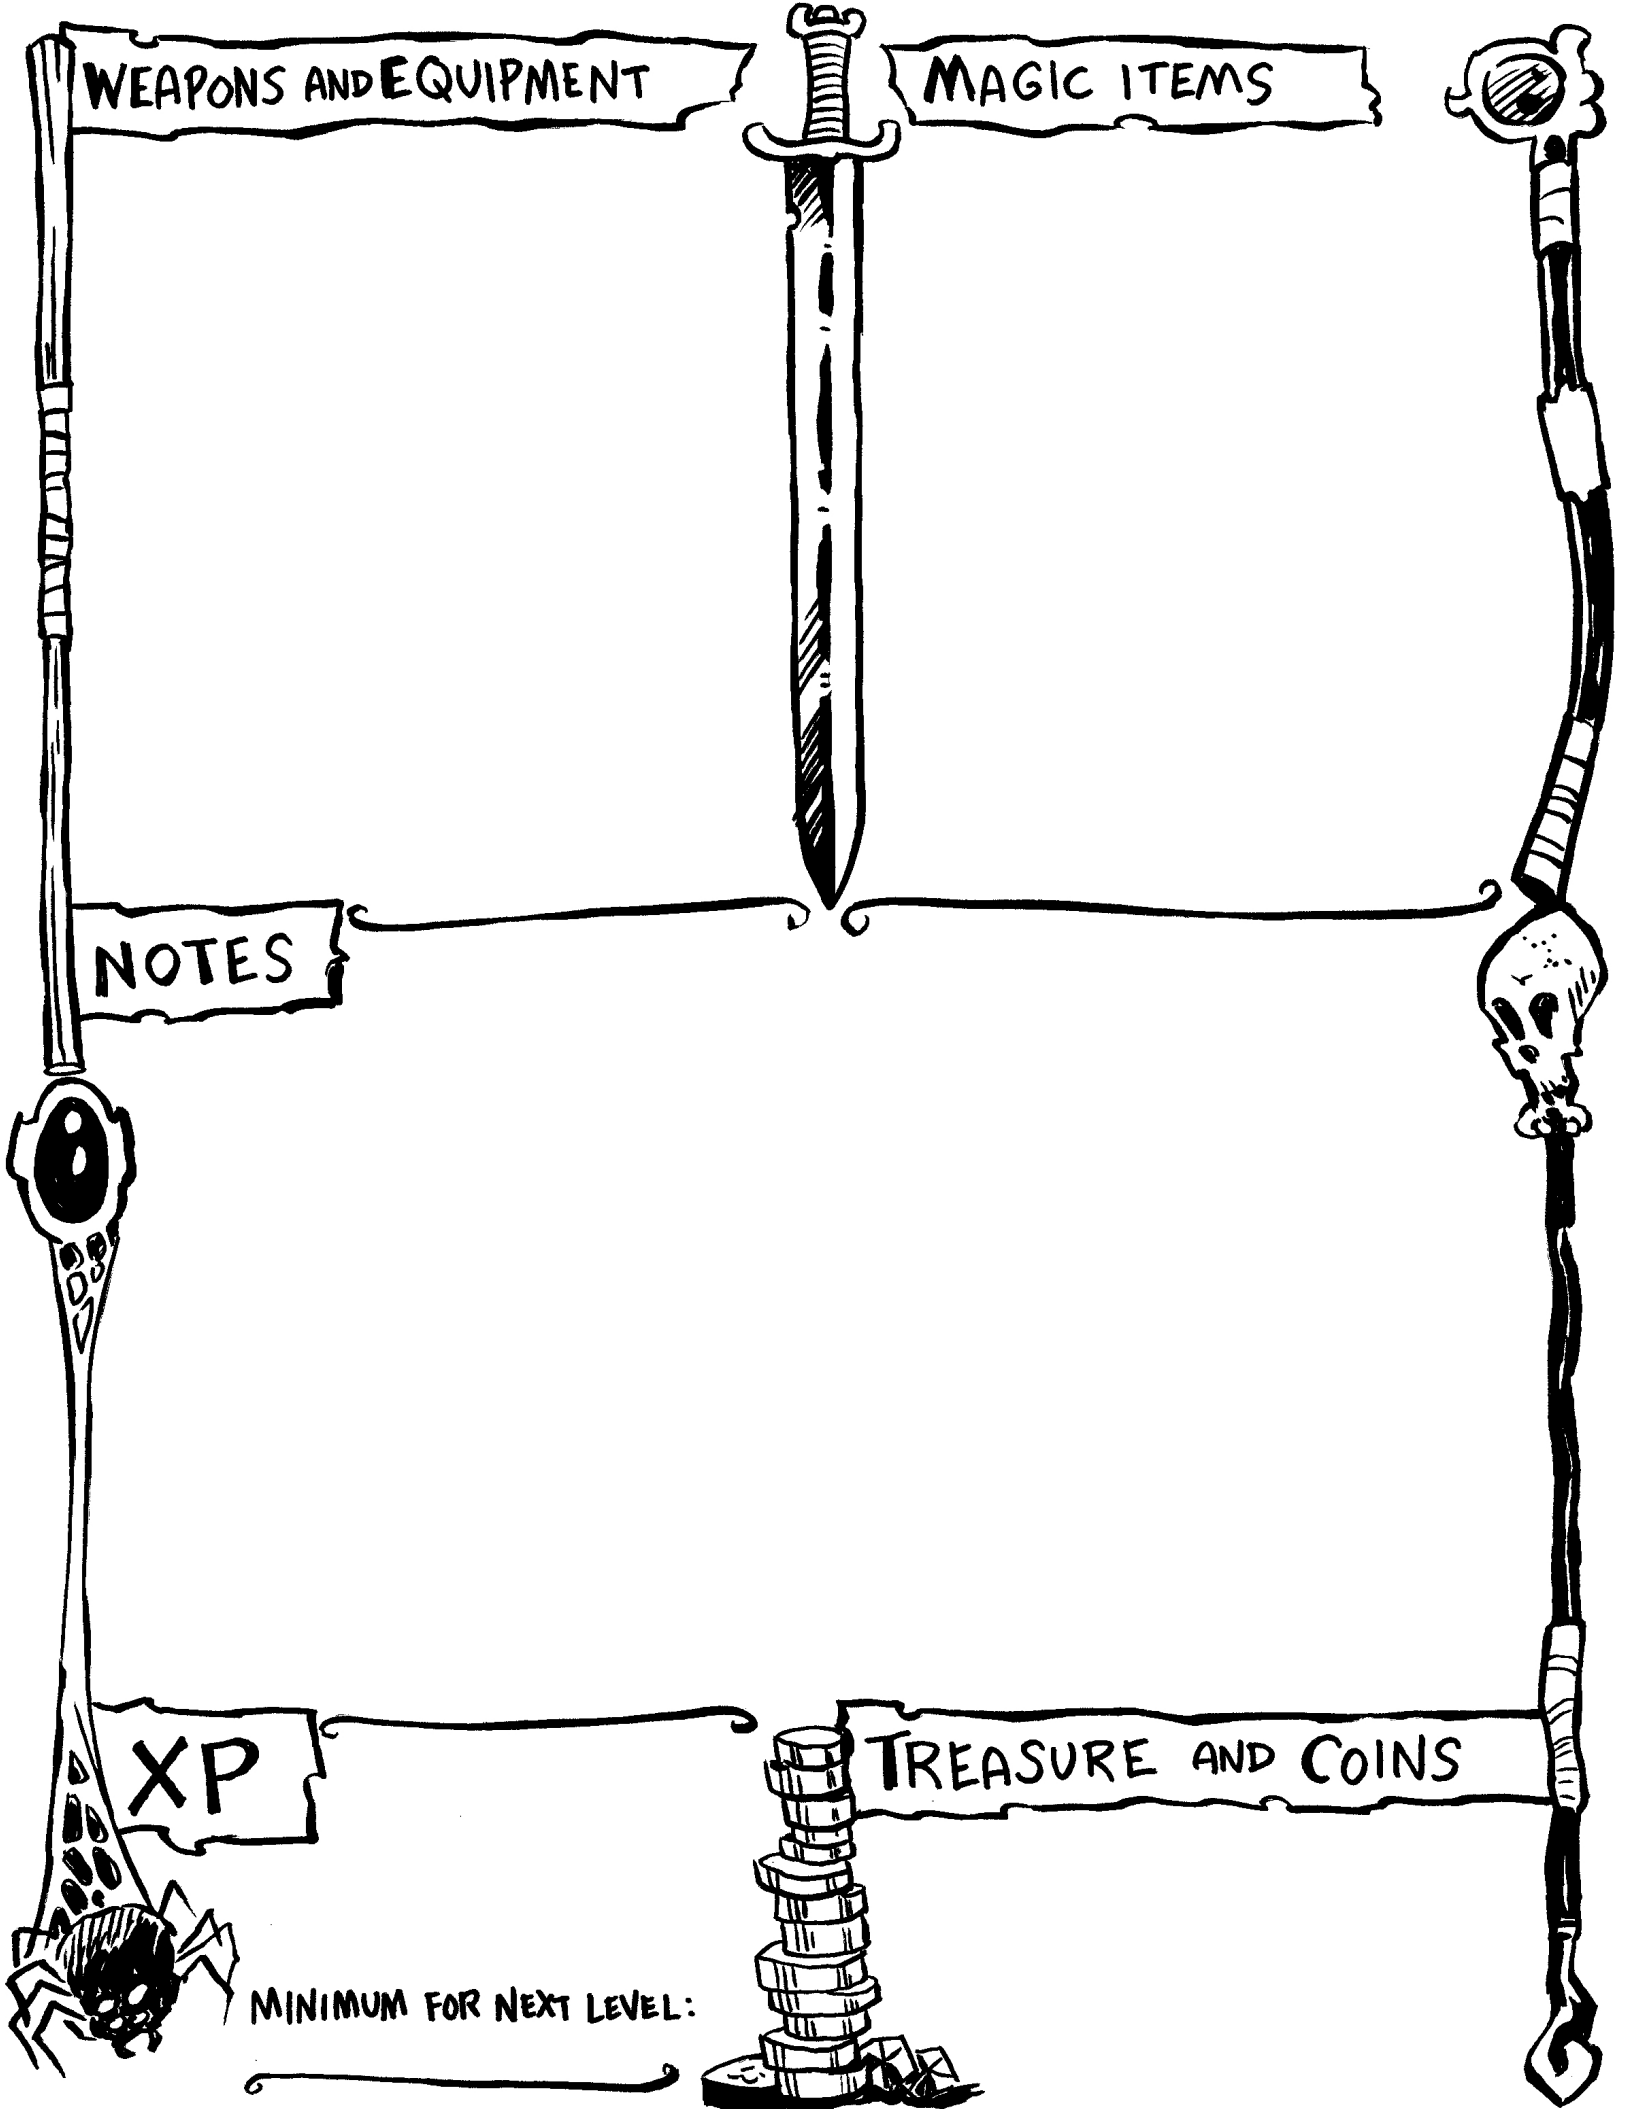 WEAPONS AND EQUIPMENT
MAGIC ITEMS
NOTES
XP
TREASURE AND COINS
MINIMUM FOR NEXT LEVEL: